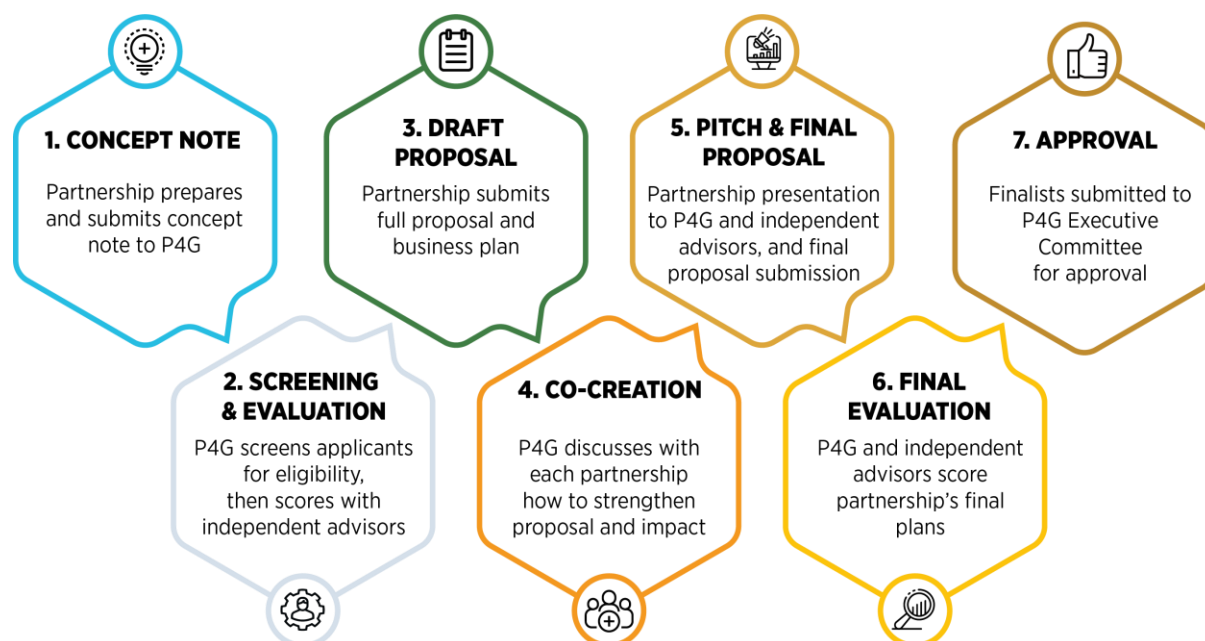 1. CONCEPT NOTE
Partnership prepares
and submits concept
note to P4G
2. SCREENING
& EVALUATION
P4G screens applicants
for eligibility,
then scores with
independent advisors
3. DRAFT
PROPOSAL
Partnership submits
full proposal and
business plan
4. CO-CREATION
P4G discusses with
each partnership
how to strengthen
proposal and impact
5. PITCH & FINAL
PROPOSAL
Partnership presentation
to P4G and independent
advisors, and final
proposal submission
6. FINAL
EVALUATION
P4G and independent
advisors score
partnership’s final
plans
7. APPROVAL
Finalists submitted to
P4G Executive
Committee
for approval